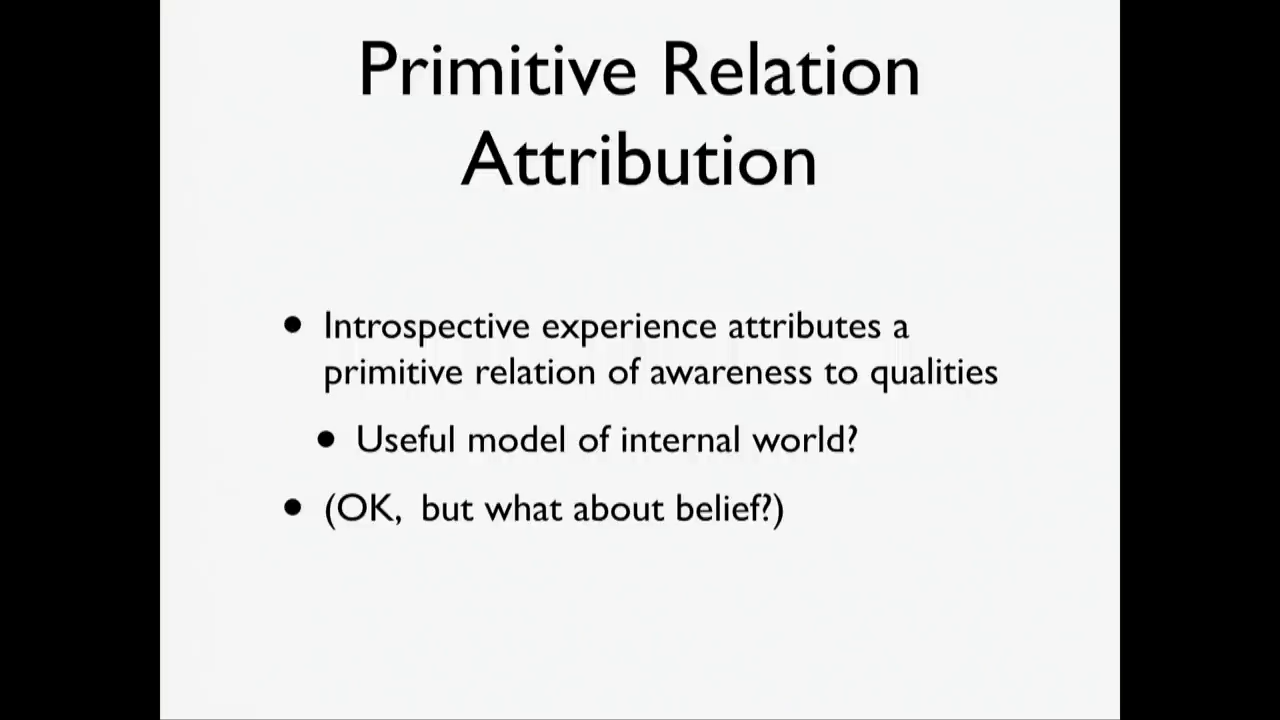 Primitive Relation
Attribution
• Introspective experience attributes a
primitive relation of awareness to qualities
• Useful model of internal world?
• (OK, but what about belief?)